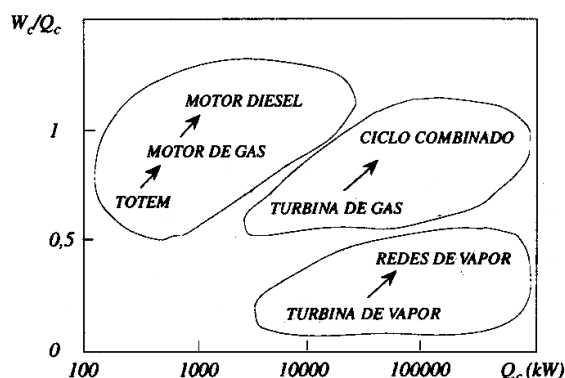 W_c/Q_c
MOTOR DIESEL
1
MOTOR DE GAS
CICLO COMBINADO
TOTEM
TURBINA DE GAS
0,5
REDES DE VAPOR
TURBINA DE VAPOR
0
100 1000 10000 100000 Q_c (kW)